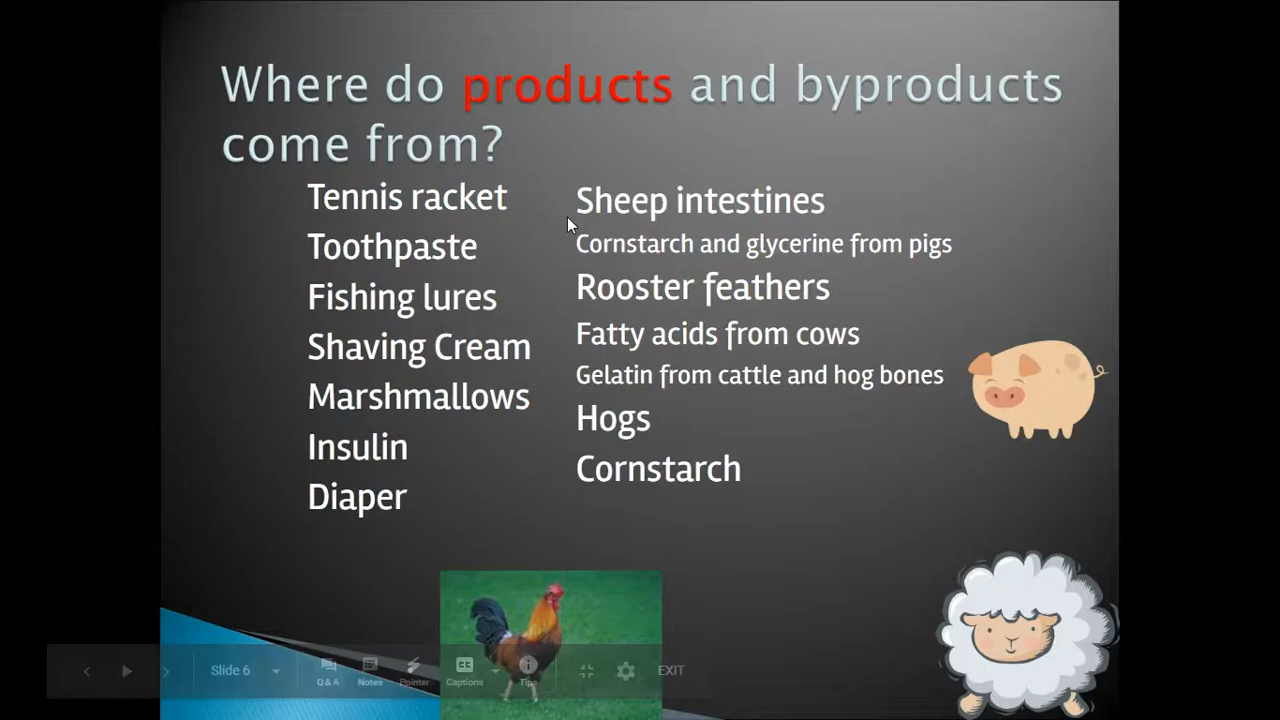 Where do products and byproducts
come from?
Tennis racket
Toothpaste
Fishing lures
Shaving Cream
Marshmallows
Insulin
Diaper
Sheep intestines
Cornstarch and glycerine from pigs
Rooster feathers
Fatty acids from cows
Gelatin from cattle and hog bones
Hogs
Cornstarch
Slide 6
Q & A
Notes
Pointer
CC
Captions
Tips
EXIT